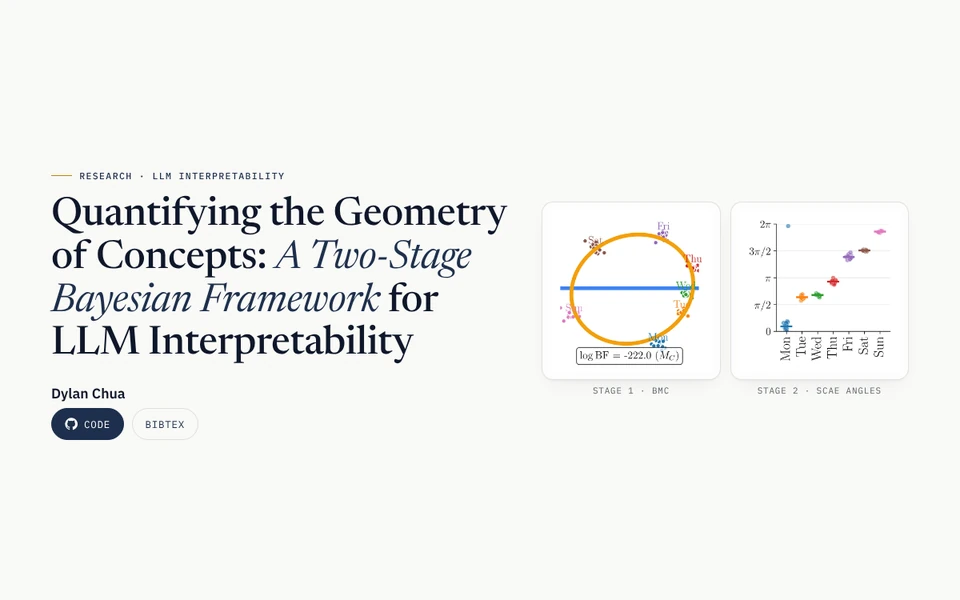 RESEARCH · LLM INTERPRETABILITY
Quantifying the Geometry
of Concepts: A Two-Stage
Bayesian Framework for
LLM Interpretability
Dylan Chua
CODE
BIBTEX
Fri
Thu
Mon
log BF = -222.0 (M_C)
STAGE 1 · BMC
2π
3π/2
π
π/2
0
Mon
Tue
Wed
Thu
Fri
Sat
Sun
STAGE 2 · SCAE ANGLES